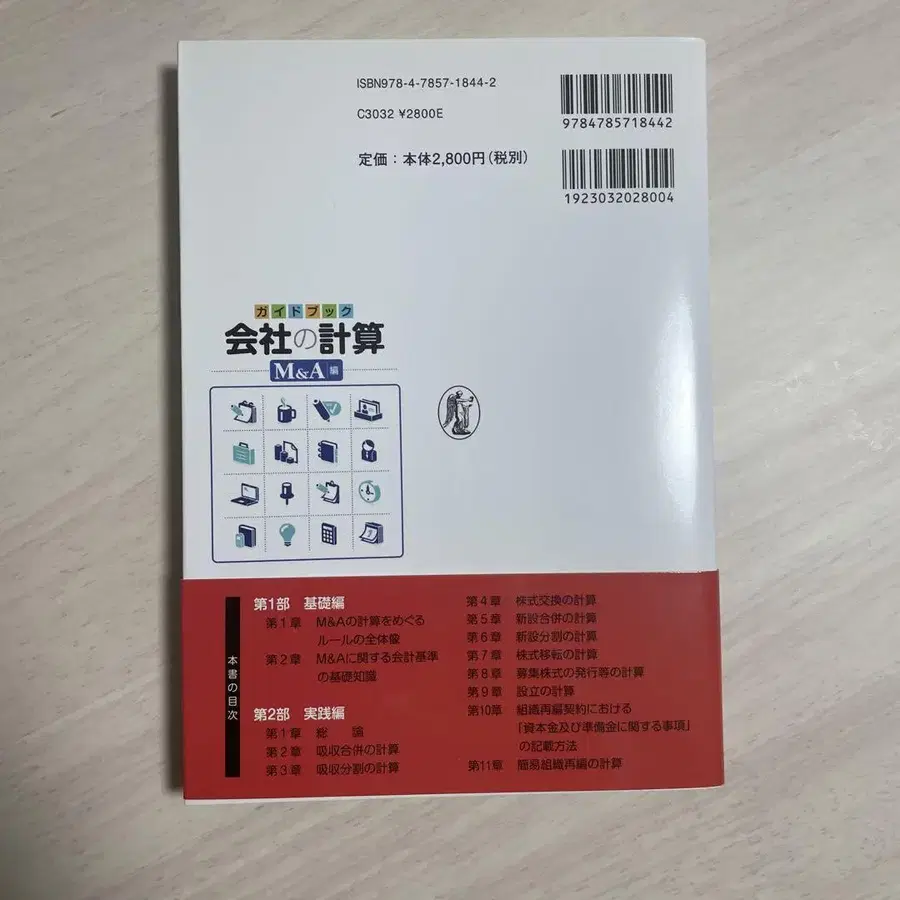 ISBN978-4-7857-1844-2
C3032 ¥2800E
定価：本体2,800円（税別）
9784785718442
1923032028004
ガイドブック
会社の計算
M&A編
本書の目次
第1部 基礎編
第1章 M&Aの計算をめぐる
ルールの全体像
第2章 M&Aに関する会計基準
の基礎知識
第2部 実践編
第1章 総 論
第2章 吸収合併の計算
第3章 吸収分割の計算
第4章 株式交換の計算
第5章 新設合併の計算
第6章 新設分割の計算
第7章 株式移転の計算
第8章 募集株式の発行等の計算
第9章 設立の計算
第10章 組織再編契約における
「資本金及び準備金に関する事項」
の記載方法
第11章 簡易組織再編の計算